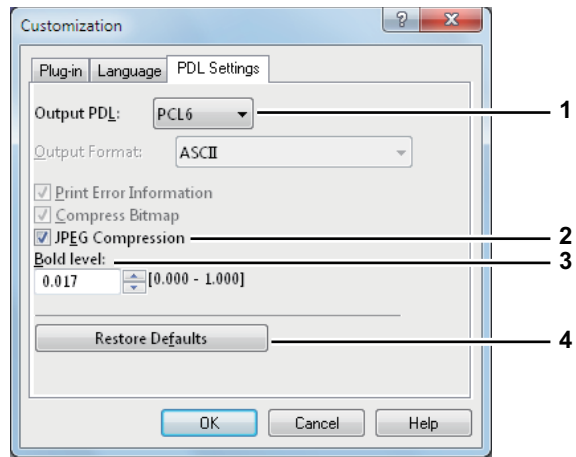 Customization
?
X
Plug-in
Language
PDL Settings
Output PDL: PCL6 1
Output Format: ASCII
Print Error Information
Compress Bitmap
JPEG Compression 2
Bold level: 3
0.017 [0.000 - 1.000]
Restore Defaults 4
OK
Cancel
Help